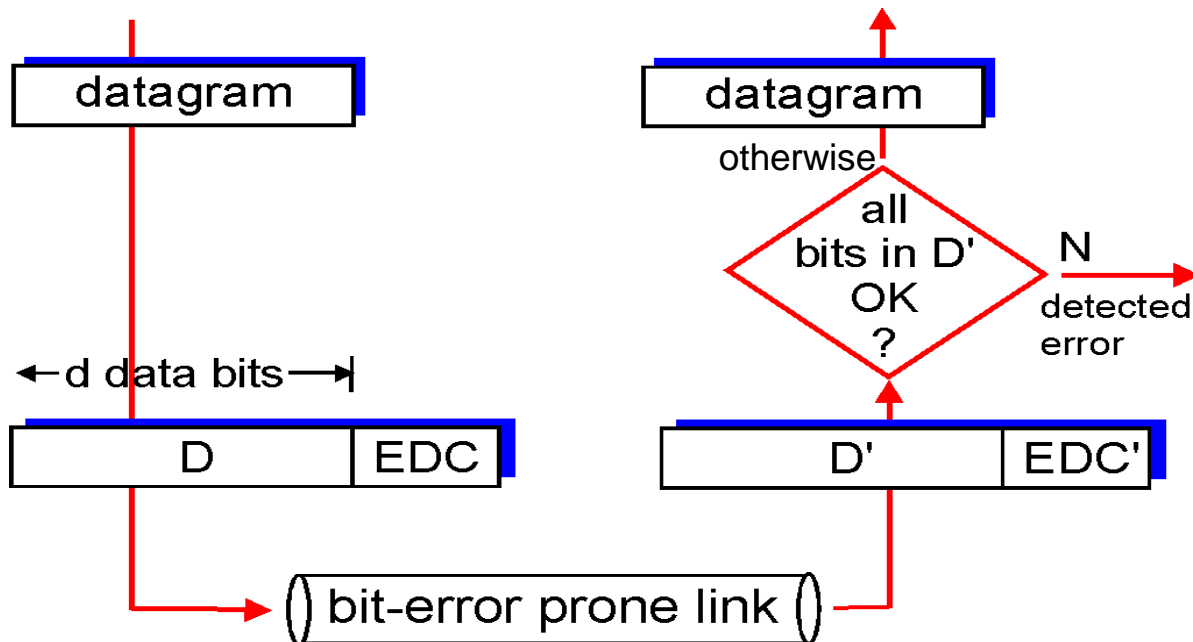 datagram
d data bits
D EDC
bit-error prone link
datagram
otherwise
all
bits in D'
OK
?
N
detected
error
D' EDC'